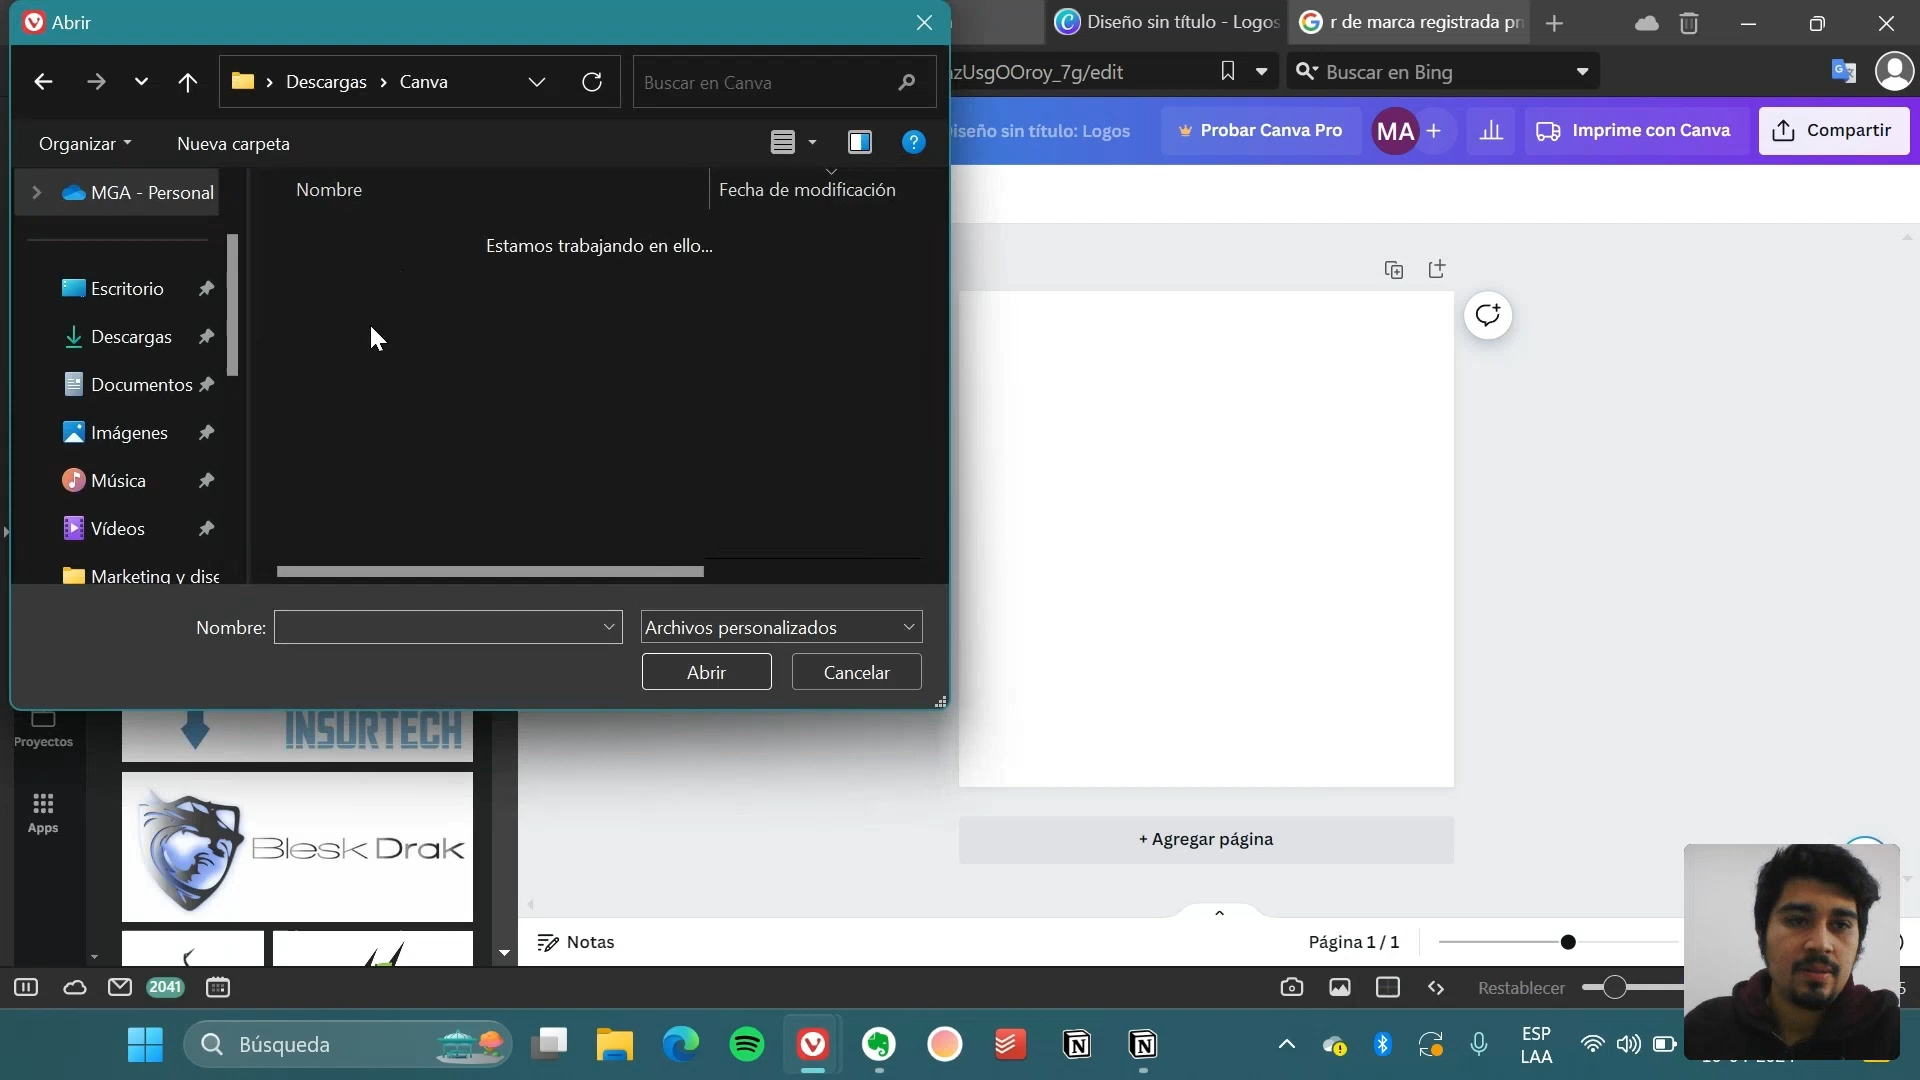 Abrir
Diseño sin título - Logos
r de marca registrada pr
Descargas
Canva
Buscar en Canva
zUsgOOroy_7g/edit
Buscar en Bing
Organizar
Nueva carpeta
iseño sin título: Logos
Probar Canva Pro
MA
Imprime con Canva
Compartir
MGA - Personal
Nombre
Fecha de modificación
Estamos trabajando en ello...
Escritorio
Descargas
Documentos
Imágenes
Música
Vídeos
Marketing y dise
Nombre:
Archivos personalizados
Abrir
Cancelar
Proyectos
INSURTECH
Apps
Blesk Drak
+ Agregar página
Notas
Página 1 / 1
2041
Restablecer
Búsqueda
ESP
LAA